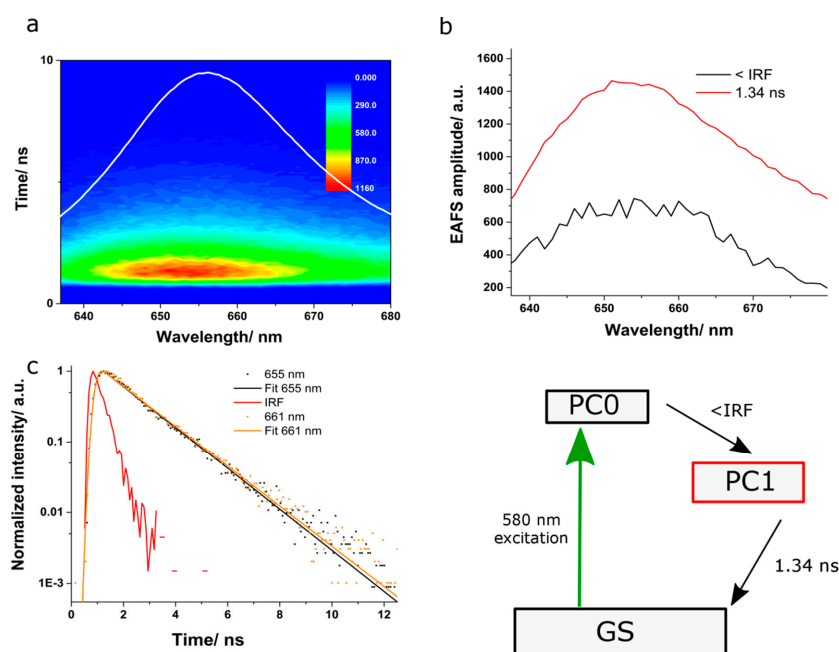 a
10
0
Time/ ns
640
650
660
670
680
Wavelength/ nm
0.000
290.0
580.0
870.0
1160
b
1600
1400
1200
1000
800
600
400
200
EAFS amplitude/ a.u.
< IRF
1.34 ns
640
650
660
670
Wavelength/ nm
c
1
0.1
0.01
1E-3
Normalized intensity/ a.u.
655 nm
Fit 655 nm
IRF
661 nm
Fit 661 nm
0
2
4
6
8
10
12
Time/ ns
PC0
<IRF
PC1
580 nm
excitation
1.34 ns
GS